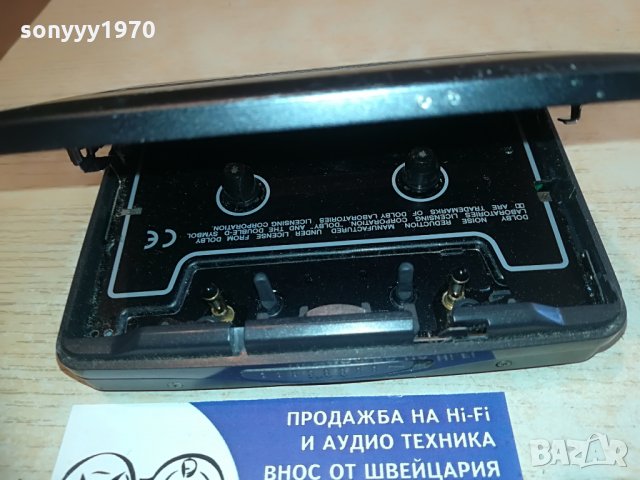 sonyyy1970
DOLBY NOISE REDUCTION MANUFACTURED UNDER LICENSE FROM DOLBY
LABORATORIES LICENSING CORPORATION. "DOLBY" AND THE DOUBLE-D SYMBOL
ARE TRADEMARKS OF DOLBY LABORATORIES LICENSING CORPORATION
CE
ПРОДАЖБА НА Hi-Fi
И АУДИО ТЕХНИКА
ВНОС ОТ ШВЕЙЦАРИЯ
BAZAR
P